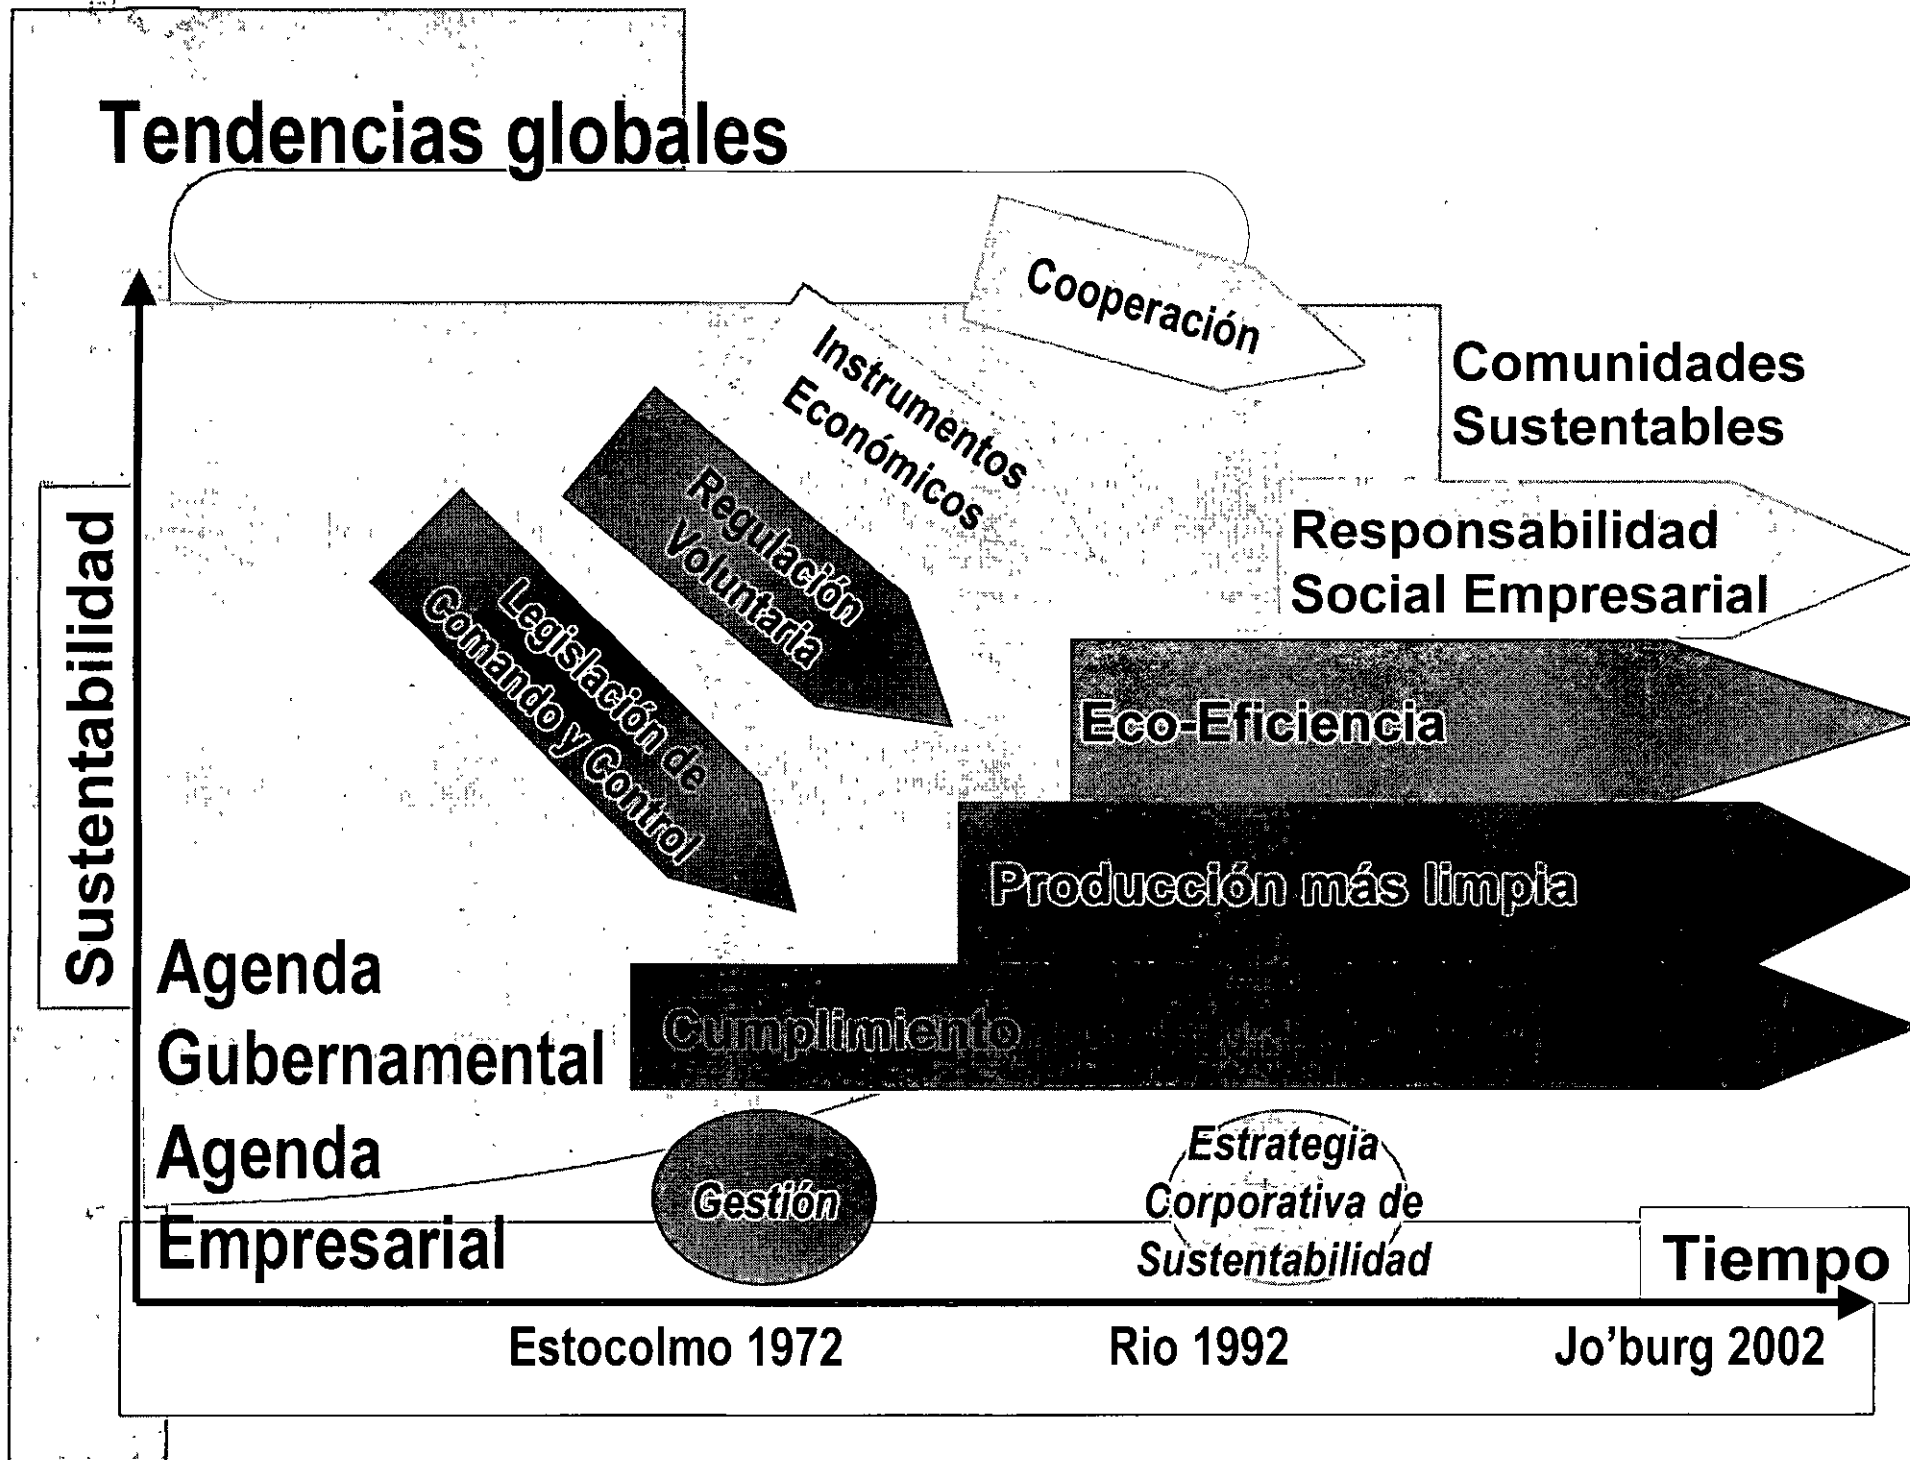 Tendencias globales
Cooperación
Instrumentos
Económicos
Comunidades
Sustentables
Regulación
Voluntaria
Responsabilidad
Social Empresarial
Legislación de
Comando y Control
Sustentabilidad
Eco-Eficiencia
Producción más limpia
Agenda
Gubernamental
Cumplimiento
Agenda
Empresarial
Gestión
Estrategia
Corporativa de
Sustentabilidad
Tiempo
Estocolmo 1972
Rio 1992
Jo'burg 2002